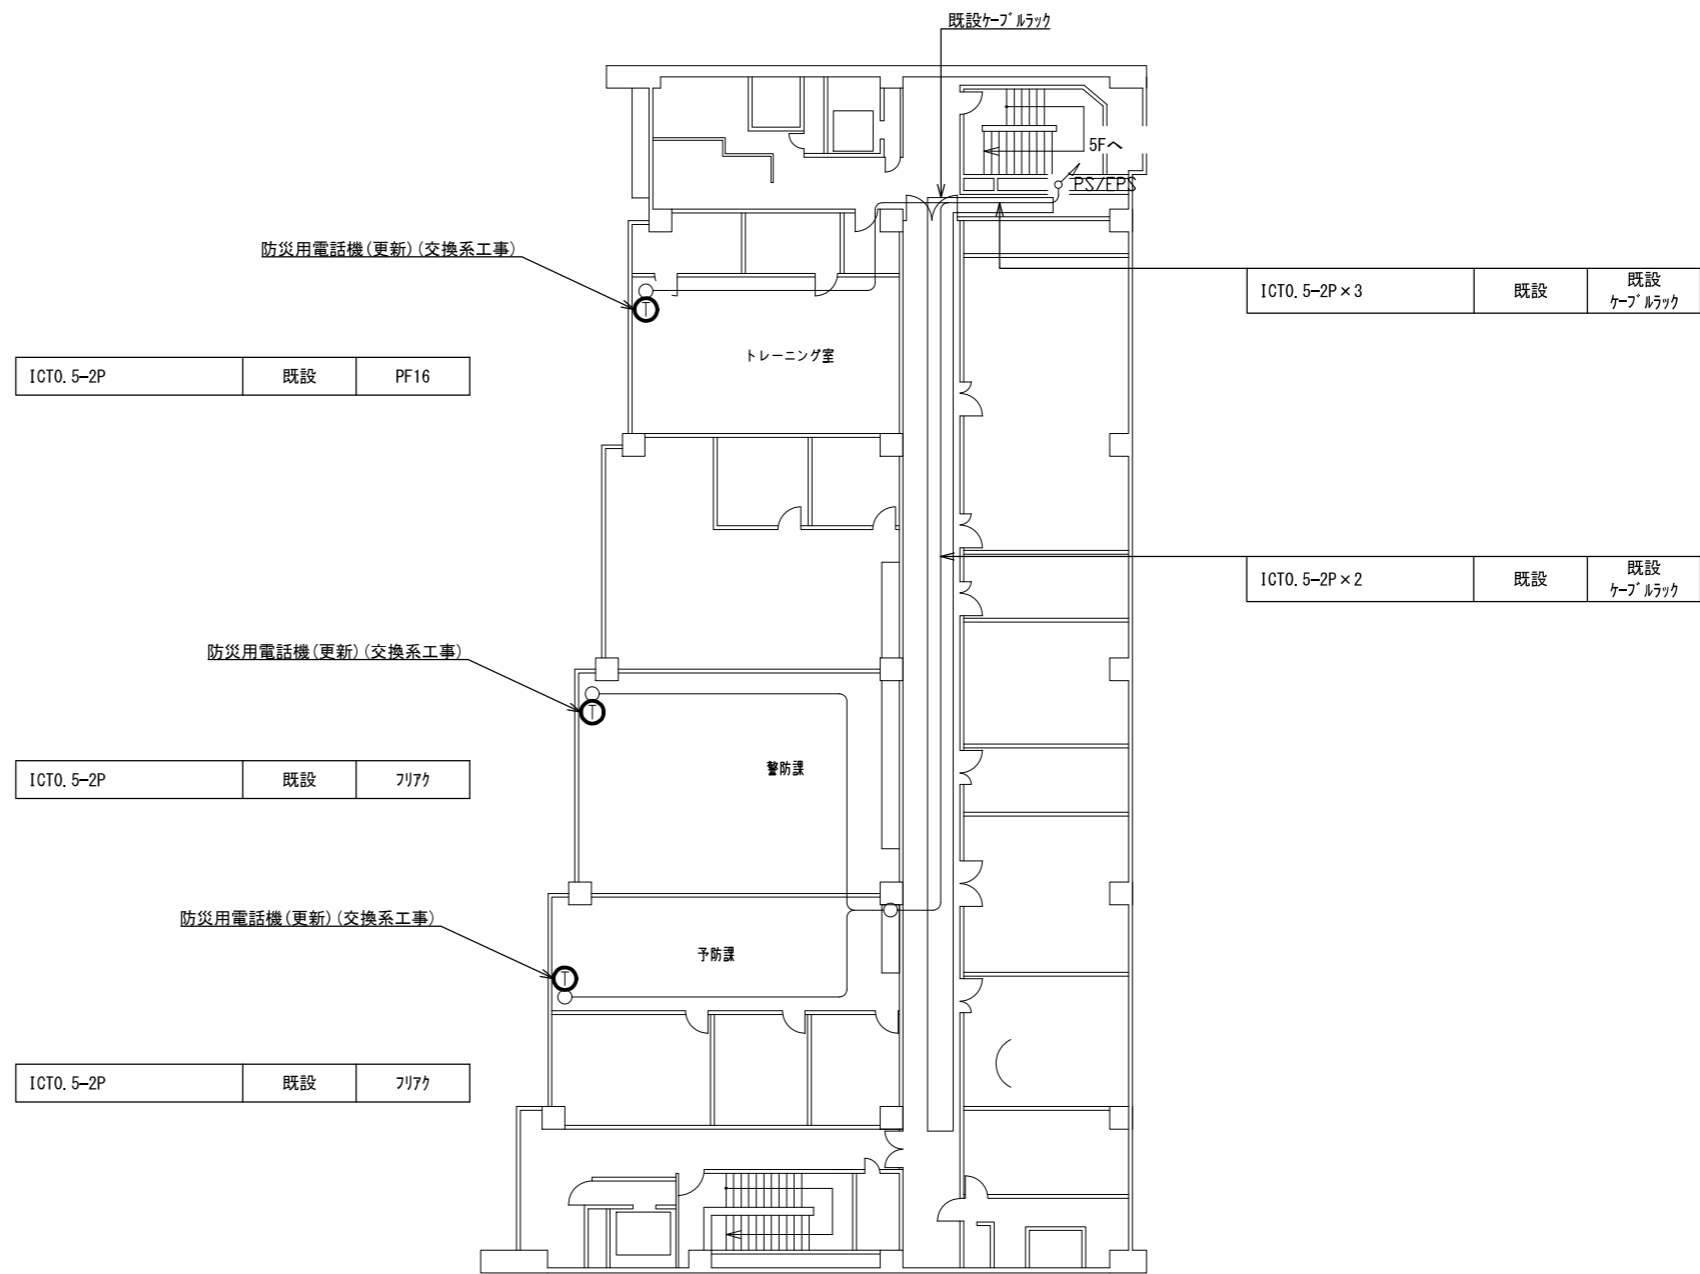 既設ケーブルラック
5Fへ
PS/EPS
防災用電話機(更新)(交換系工事)
ICT0.5-2P×3 既設 既設
ケーブルラック
トレーニング室
ICT0.5-2P 既設 PF16
ICT0.5-2P×2 既設 既設
ケーブルラック
防災用電話機(更新)(交換系工事)
T
T
警防課
ICT0.5-2P 既設 フリアク
防災用電話機(更新)(交換系工事)
予防課
T
ICT0.5-2P 既設 フリアク